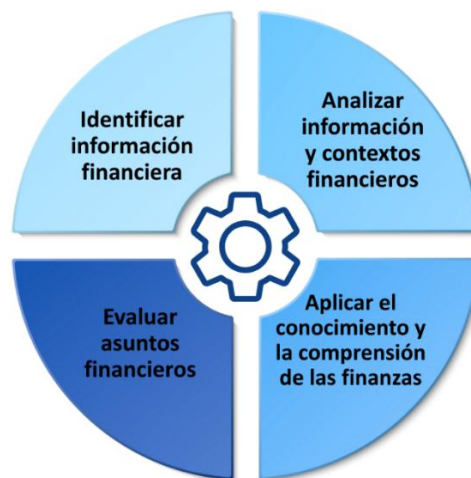 Identificar
información
financiera
Analizar
información
y contextos
financieros
Evaluar
asuntos
financieros
Aplicar el
conocimiento y
la comprensión
de las finanzas